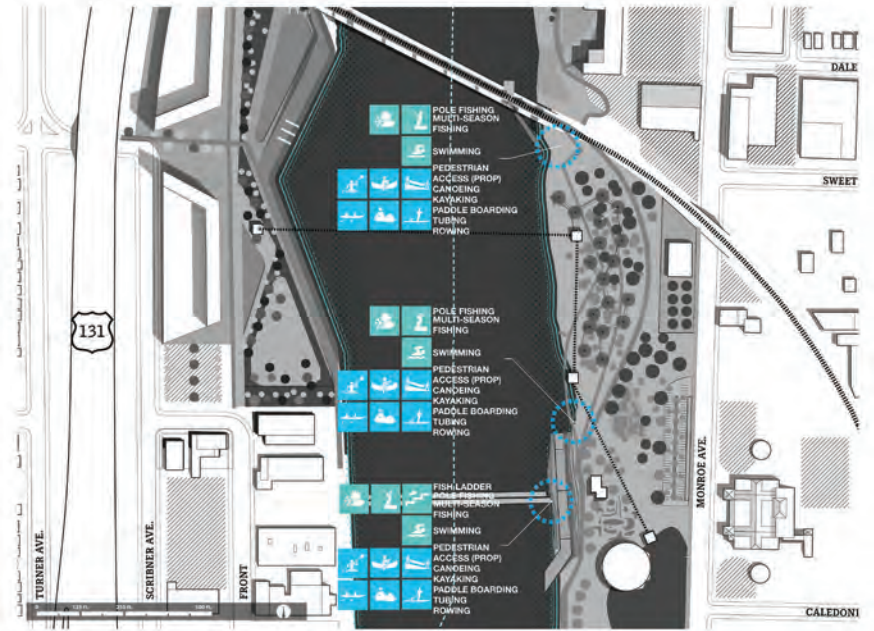 DALE
POLE FISHING
MULTI-SEASON
FISHING
SWIMMING
PEDESTRIAN
ACCESS (PROP)
CANOEING
KAYAKING
PADDLE BOARDING
TUBING
ROWING
SWEET
131
POLE FISHING
MULTI-SEASON
FISHING
SWIMMING
PEDESTRIAN
ACCESS (PROP)
CANOEING
KAYAKING
PADDLE BOARDING
TUBING
ROWING
MONROE AVE.
FISH LADDER
POLE FISHING
MULTI-SEASON
FISHING
SWIMMING
PEDESTRIAN
ACCESS (PROP)
CANOEING
KAYAKING
PADDLE BOARDING
TUBING
ROWING
TURNER AVE.
SCRIBNER AVE.
FRONT
CALEDONI
0